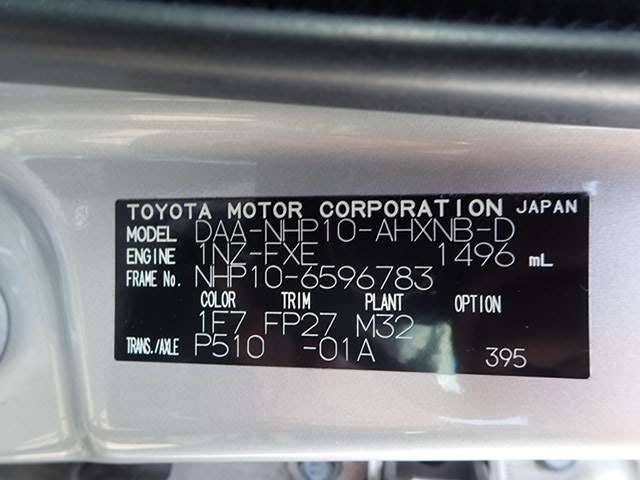 TOYOTA MOTOR CORPORATION JAPAN
MODEL DAA-NHP10-AHXNB-D
ENGINE 1NZ-FXE 1496 mL
FRAME No. NHP10-6596783
COLOR TRIM PLANT OPTION
1F7 FP27 M32
TRANS./AXLE P510 -01A 395